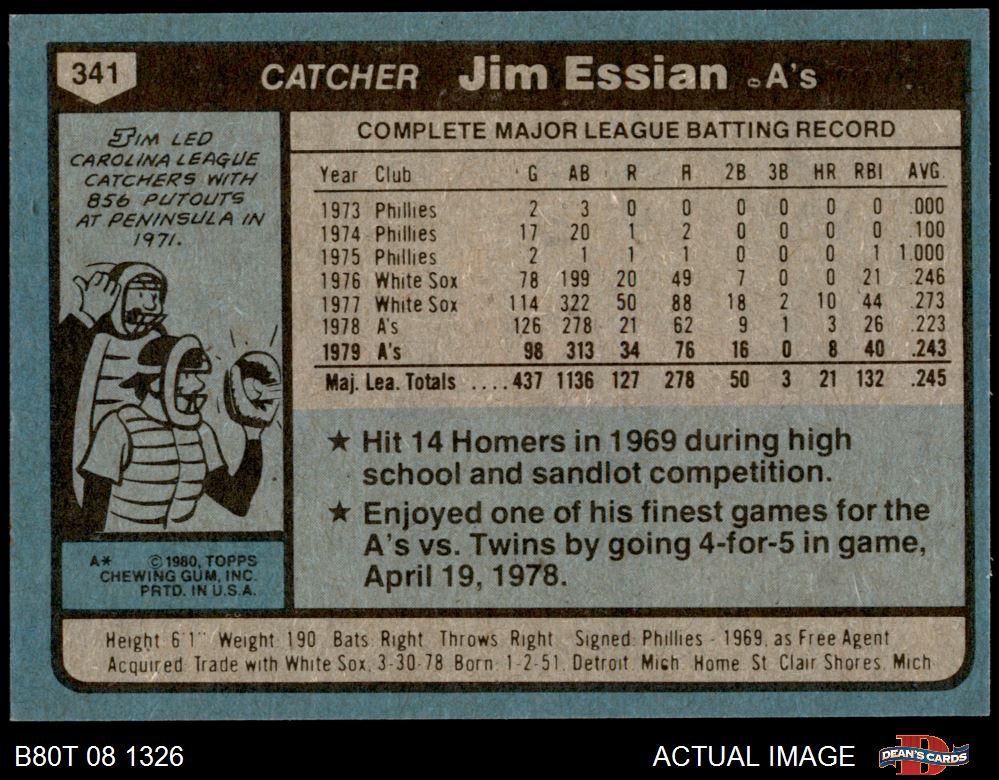 341 CATCHER Jim Essian A's
JIM LED
CAROLINA LEAGUE
CATCHERS WITH
856 PUTOUTS
AT PENINSULA IN
1971.
COMPLETE MAJOR LEAGUE BATTING RECORD
Year Club G AB R H 2B 3B HR RBI AVG.
1973 Phillies 2 3 0 0 0 0 0 0 .000
1974 Phillies 17 20 1 2 0 0 0 0 .100
1975 Phillies 2 1 1 1 0 0 0 1 1.000
1976 White Sox 78 199 20 49 7 0 0 21 .246
1977 White Sox 114 322 50 88 18 2 10 44 .273
1978 A's 126 278 21 62 9 1 3 26 .223
1979 A's 98 313 34 76 16 0 8 40 .243
Maj. Lea. Totals ....437 1136 127 278 50 3 21 132 .245
★ Hit 14 Homers in 1969 during high
school and sandlot competition.
★ Enjoyed one of his finest games for the
A's vs. Twins by going 4-for-5 in game,
April 19, 1978.
A* © 1980, TOPPS
CHEWING GUM, INC.
PRTD. IN U.S.A.
Height 6'1" Weight 190 Bats Right Throws Right Signed Phillies - 1969, as Free Agent
Acquired Trade with White Sox, 3-30-78 Born 1-2-51, Detroit, Mich Home St Clair Shores, Mich
B80T 08 1326 ACTUAL IMAGE DEAN'S CARDS